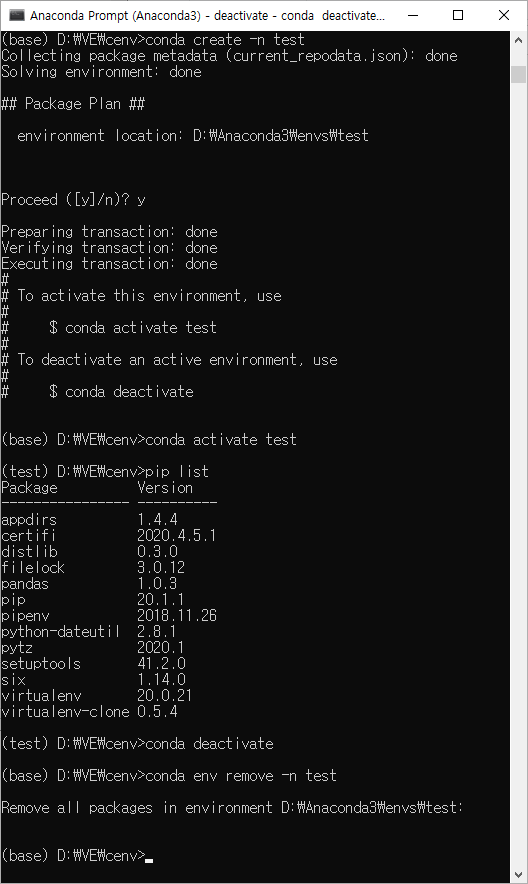 Anaconda Prompt (Anaconda3) - deactivate - conda  deactivate...
(base) D:₩VE₩cenv>conda create -n test
Collecting package metadata (current_repodata.json): done
Solving environment: done
## Package Plan ##
  environment location: D:₩Anaconda3₩envs₩test
Proceed ([y]/n)? y
Preparing transaction: done
Verifying transaction: done
Executing transaction: done
#
# To activate this environment, use
#
#     $ conda activate test
#
# To deactivate an active environment, use
#
#     $ conda deactivate
(base) D:₩VE₩cenv>conda activate test
(test) D:₩VE₩cenv>pip list
Package          Version
---------------- ----------
appdirs          1.4.4
certifi          2020.4.5.1
distlib          0.3.0
filelock         3.0.12
pandas           1.0.3
pip              20.1.1
pipenv           2018.11.26
python-dateutil  2.8.1
pytz             2020.1
setuptools       41.2.0
six              1.14.0
virtualenv       20.0.21
virtualenv-clone 0.5.4
(test) D:₩VE₩cenv>conda deactivate
(base) D:₩VE₩cenv>conda env remove -n test
Remove all packages in environment D:₩Anaconda3₩envs₩test:
(base) D:₩VE₩cenv>